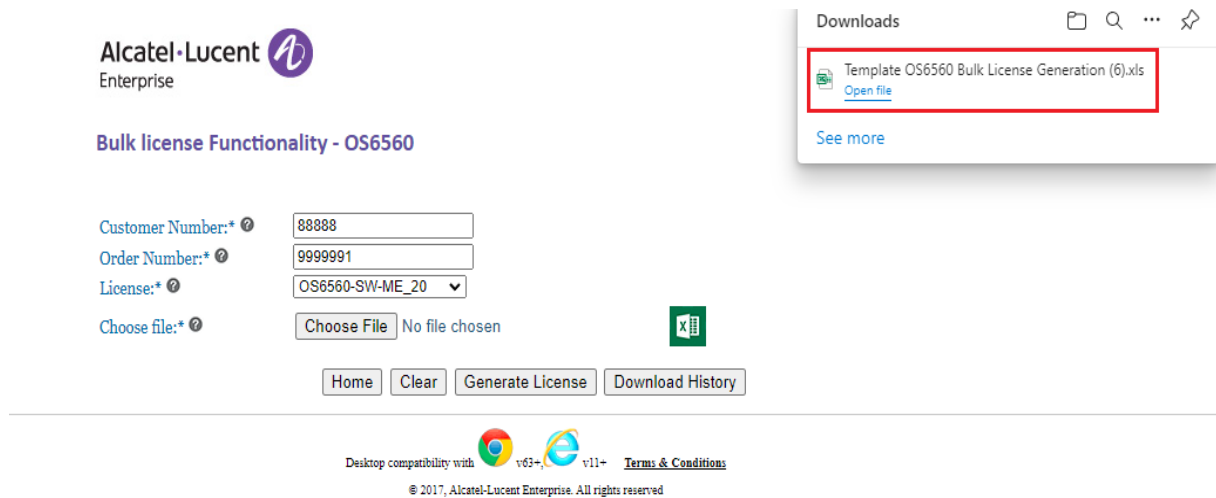 Alcatel·Lucent
Enterprise
Downloads
Template OS6560 Bulk License Generation (6).xls
Open file
See more
Bulk license Functionality - OS6560
Customer Number:* 88888
Order Number:* 9999991
License:* OS6560-SW-ME_20
Choose file:* Choose File No file chosen
Home Clear Generate License Download History
Desktop compatibility with v63+, v11+ Terms & Conditions
© 2017, Alcatel-Lucent Enterprise. All rights reserved